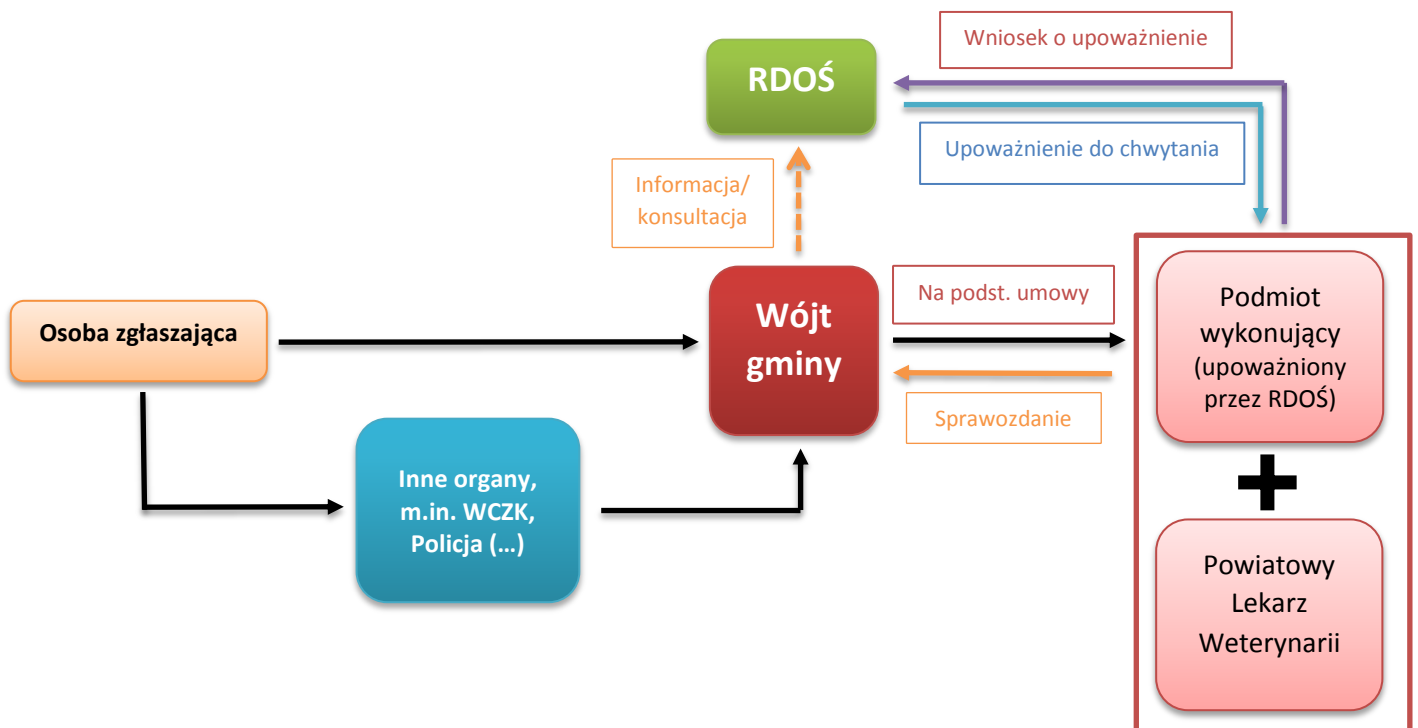 Wniosek o upoważnienie
RDOŚ
Upoważnienie do chwytania
Informacja/
konsultacja
Osoba zgłaszająca
Wójt
gminy
Na podst. umowy
Sprawozdanie
Podmiot
wykonujący
(upoważniony
przez RDOŚ)
Inne organy,
m.in. WCZK,
Policja (...)
+
Powiatowy
Lekarz
Weterynarii